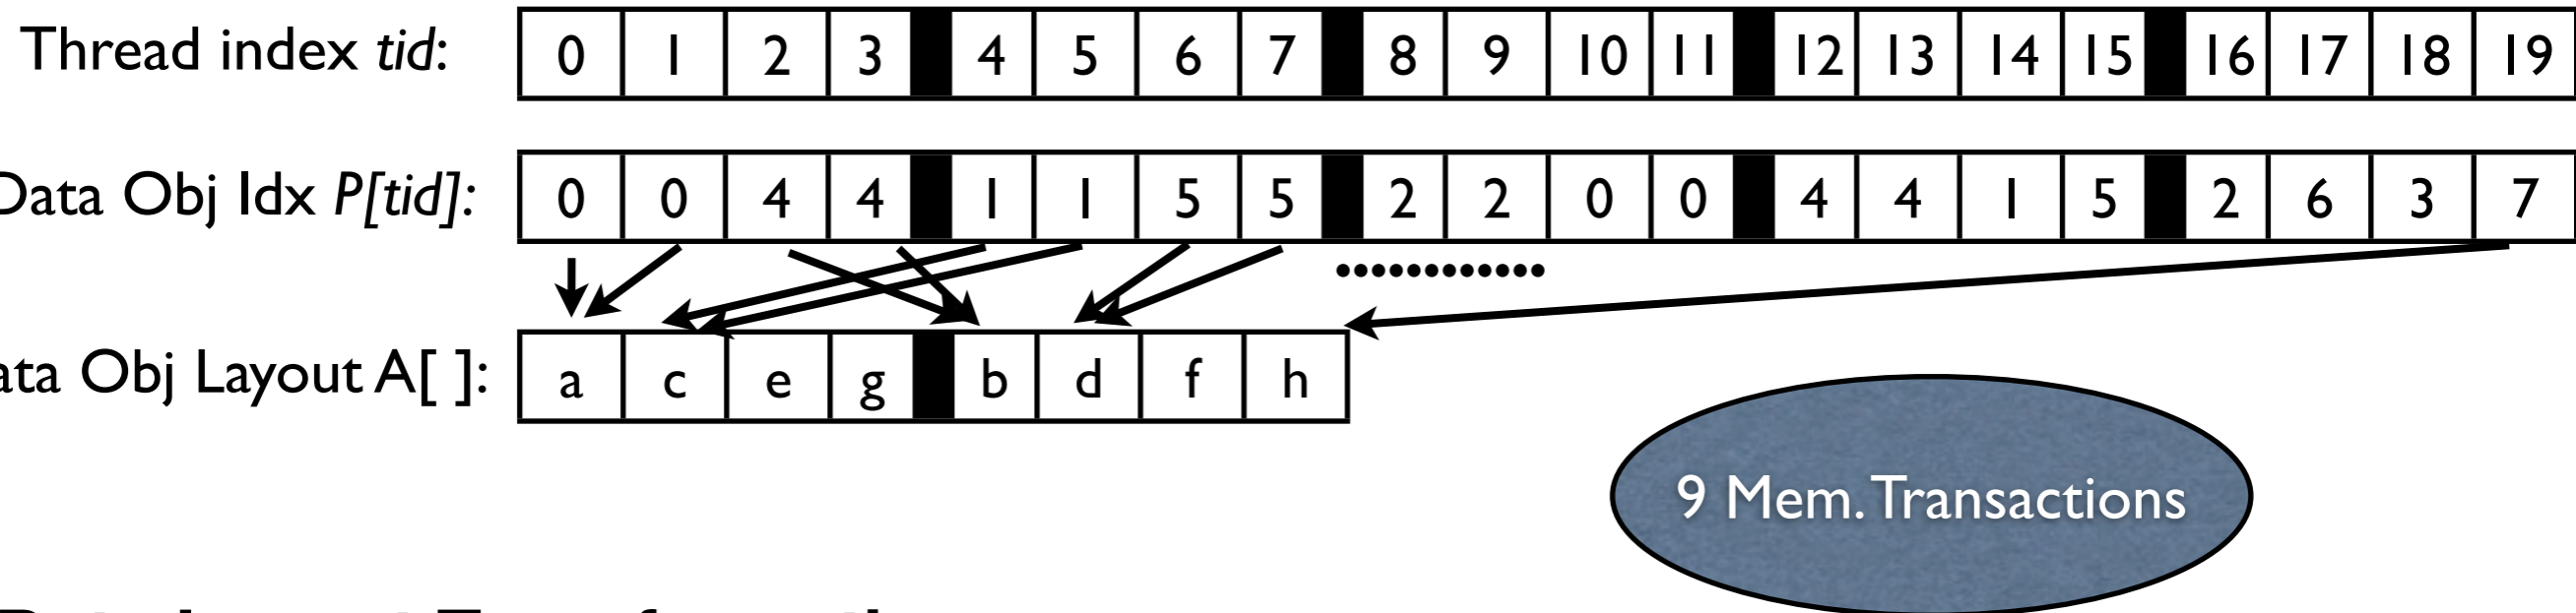 Thread index tid: 0 1 2 3 4 5 6 7 8 9 10 11 12 13 14 15 16 17 18 19
Data Obj Idx P[tid]: 0 0 4 4 1 1 5 5 2 2 0 0 4 4 1 5 2 6 3 7
ata Obj Layout A[ ]: a c e g b d f h
9 Mem. Transactions